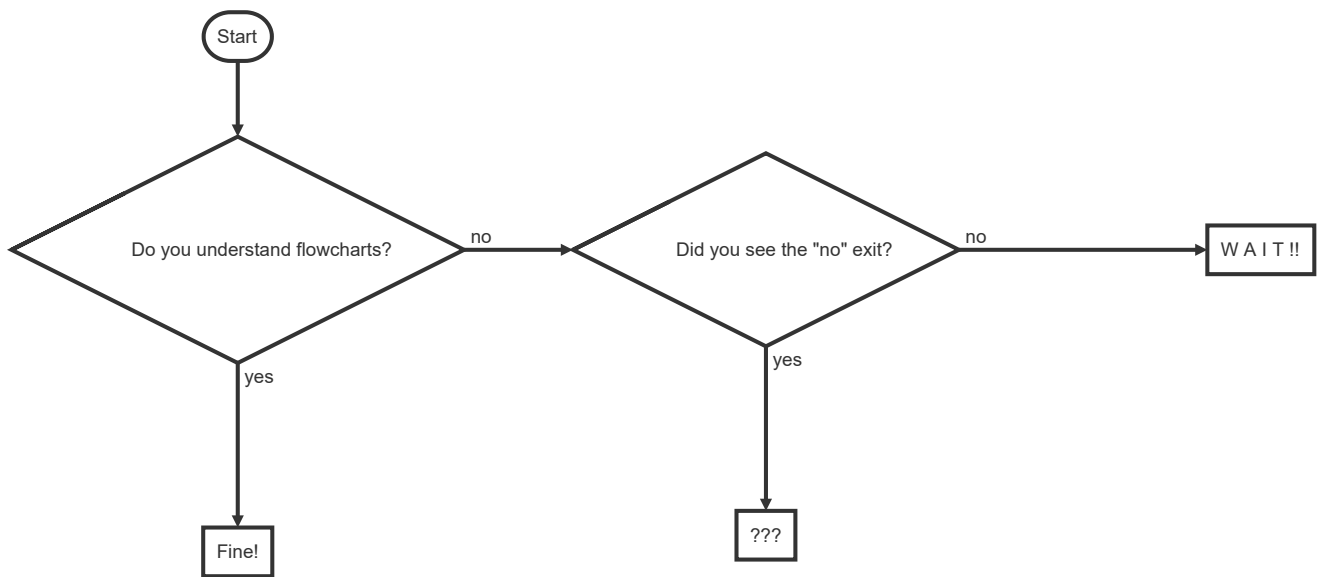 Start
Do you understand flowcharts?
no
Did you see the "no" exit?
no
W A I T !!
yes
yes
Fine!
???